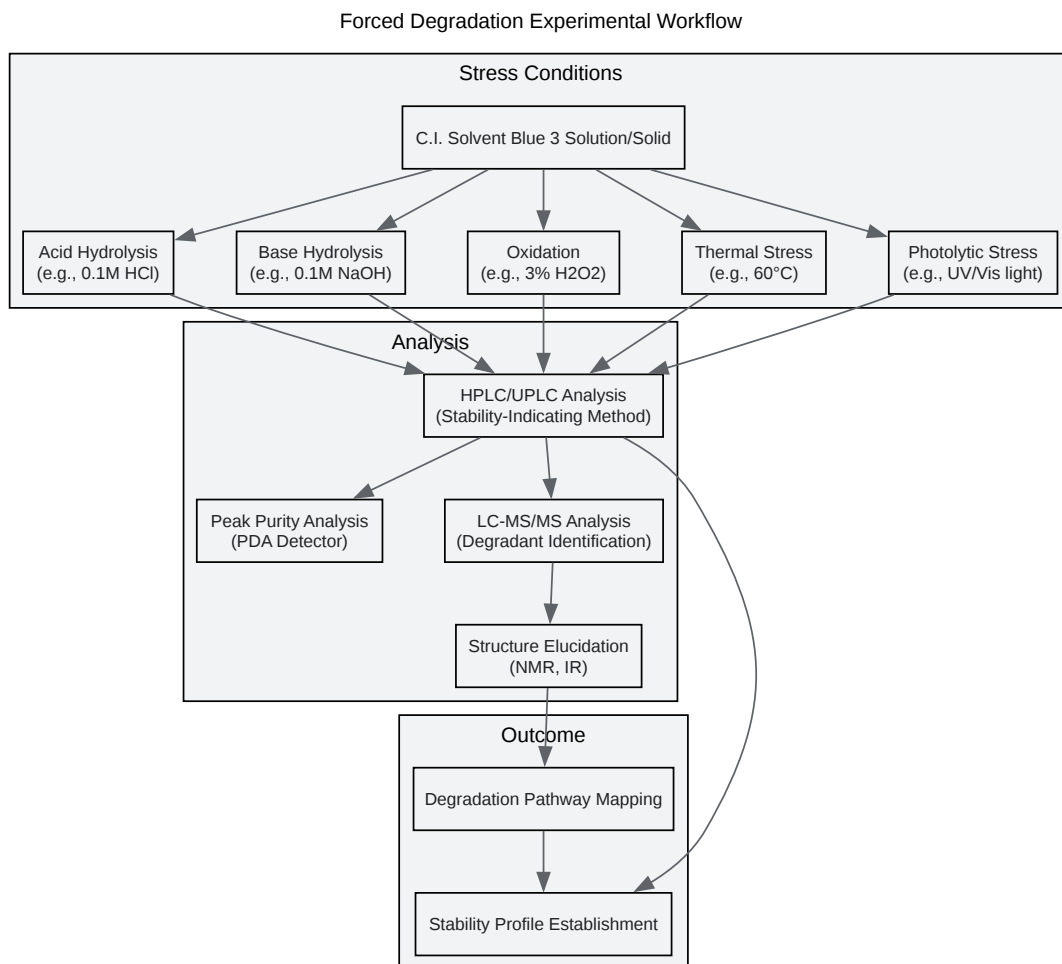 Forced Degradation Experimental Workflow
Stress Conditions
C.I. Solvent Blue 3 Solution/Solid
Acid Hydrolysis
(e.g., 0.1M HCl)
Base Hydrolysis
(e.g., 0.1M NaOH)
Oxidation
(e.g., 3% H2O2)
Thermal Stress
(e.g., 60°C)
Photolytic Stress
(e.g., UV/Vis light)
Analysis
HPLC/UPLC Analysis
(Stability-Indicating Method)
Peak Purity Analysis
(PDA Detector)
LC-MS/MS Analysis
(Degradant Identification)
Structure Elucidation
(NMR, IR)
Outcome
Degradation Pathway Mapping
Stability Profile Establishment